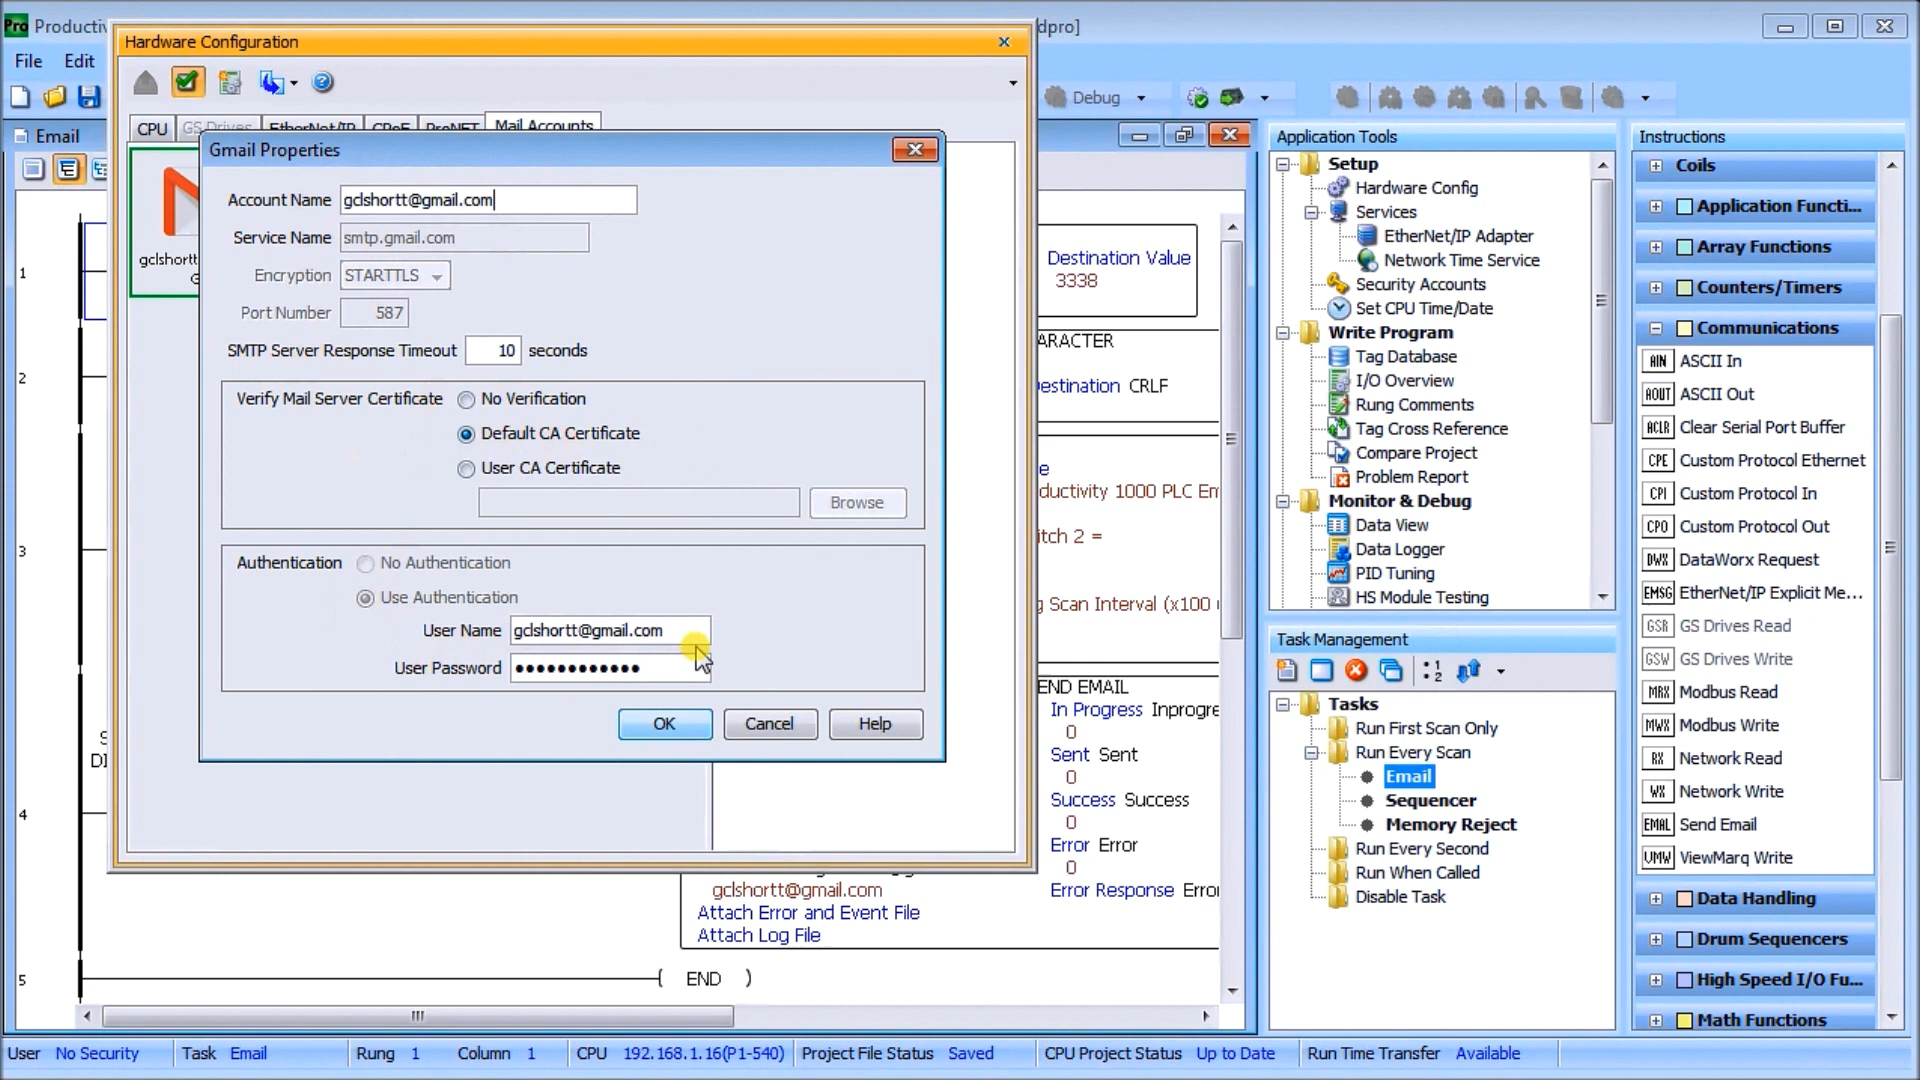 Pro Productiv
dpro]
File Edit
Debug
Email
Hardware Configuration
CPU GS Drives EtherNet/IP CPoE ProNET Mail Accounts
gclshortt
G
Gmail Properties
Account Name gclshortt@gmail.com
Service Name smtp.gmail.com
Encryption STARTTLS
Port Number 587
SMTP Server Response Timeout 10 seconds
Verify Mail Server Certificate No Verification
Default CA Certificate
User CA Certificate
Browse
Authentication No Authentication
Use Authentication
User Name gclshortt@gmail.com
User Password ●●●●●●●●●●●●
OK Cancel Help
1
2
3
S
DI
4
5
Destination Value
3338
ARACTER
estination CRLF
e
ductivity 1000 PLC Em
itch 2 =
g Scan Interval (x100
END EMAIL
In Progress Inprogre
0
Sent Sent
0
Success Success
0
Error Error
0
gclshortt@gmail.com
Error Response Error
Attach Error and Event File
Attach Log File
END
Application Tools
Setup
Hardware Config
Services
EtherNet/IP Adapter
Network Time Service
Security Accounts
Set CPU Time/Date
Write Program
Tag Database
I/O Overview
Rung Comments
Tag Cross Reference
Compare Project
Problem Report
Monitor & Debug
Data View
Data Logger
PID Tuning
HS Module Testing
Task Management
Tasks
Run First Scan Only
Run Every Scan
Email
Sequencer
Memory Reject
Run Every Second
Run When Called
Disable Task
Instructions
Coils
Application Functi...
Array Functions
Counters/Timers
Communications
AIN ASCII In
AOUT ASCII Out
ACLR Clear Serial Port Buffer
CPE Custom Protocol Ethernet
CPI Custom Protocol In
CPO Custom Protocol Out
DWX DataWorx Request
EMSG EtherNet/IP Explicit Me...
GSR GS Drives Read
GSW GS Drives Write
MRX Modbus Read
MWX Modbus Write
RX Network Read
WX Network Write
EMAL Send Email
VMW ViewMarq Write
Data Handling
Drum Sequencers
High Speed I/O Fu...
Math Functions
User No Security Task Email Rung 1 Column 1 CPU 192.168.1.16(P1-540) Project File Status Saved CPU Project Status Up to Date Run Time Transfer Available